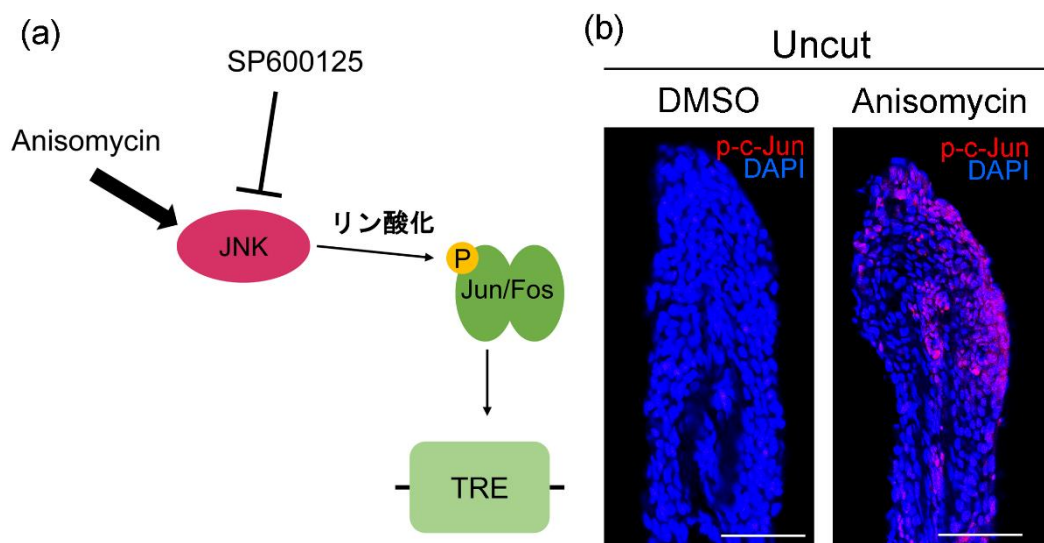 (a)
SP600125
Anisomycin
JNK
リン酸化
P
Jun/Fos
TRE
(b)
Uncut
DMSO
Anisomycin
p-c-Jun
DAPI
p-c-Jun
DAPI